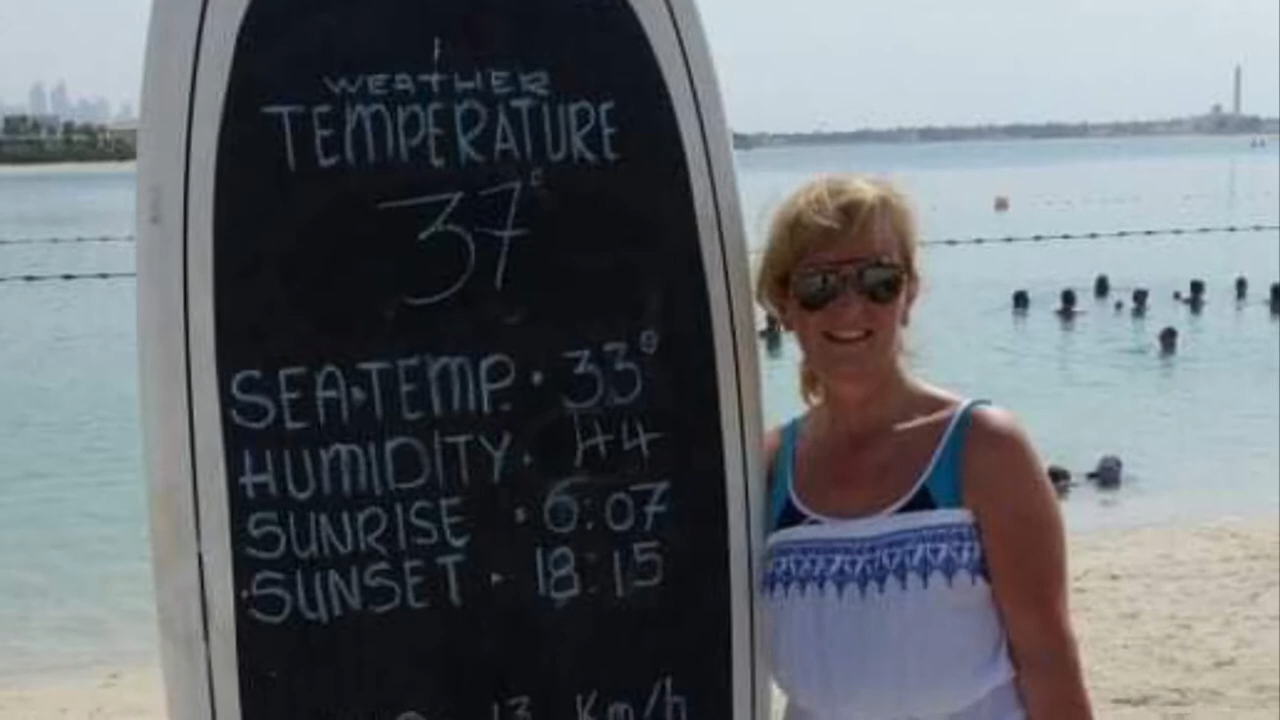 WEATHER
TEMPERATURE
37°
SEA·TEMP. · 33°
HUMIDITY · 44
SUNRISE · 6:07
·SUNSET · 18:15
13 Km/h